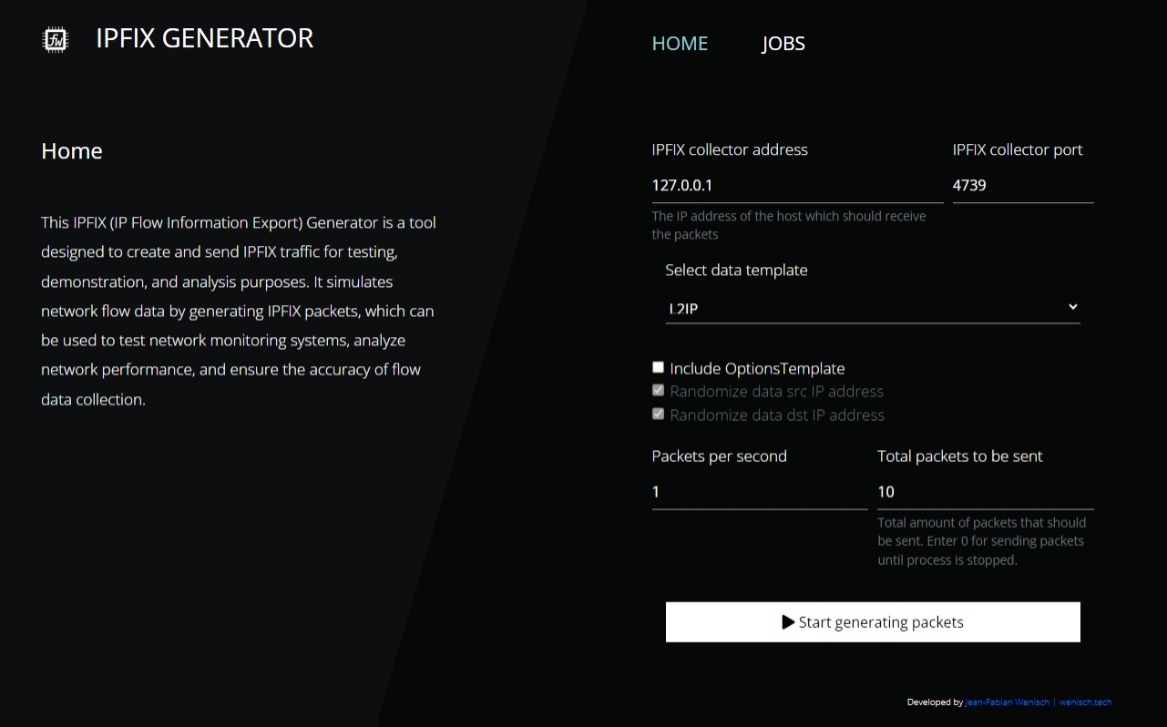 fw
IPFIX GENERATOR
HOME
JOBS
Home
This IPFIX (IP Flow Information Export) Generator is a tool
designed to create and send IPFIX traffic for testing,
demonstration, and analysis purposes. It simulates
network flow data by generating IPFIX packets, which can
be used to test network monitoring systems, analyze
network performance, and ensure the accuracy of flow
data collection.
IPFIX collector address
127.0.0.1
The IP address of the host which should receive
the packets
IPFIX collector port
4739
Select data template
L2IP
Include OptionsTemplate
Randomize data src IP address
Randomize data dst IP address
Packets per second
1
Total packets to be sent
10
Total amount of packets that should
be sent. Enter 0 for sending packets
until process is stopped.
Start generating packets
Developed by Jean-Fabian Wenisch | wenisch.tech